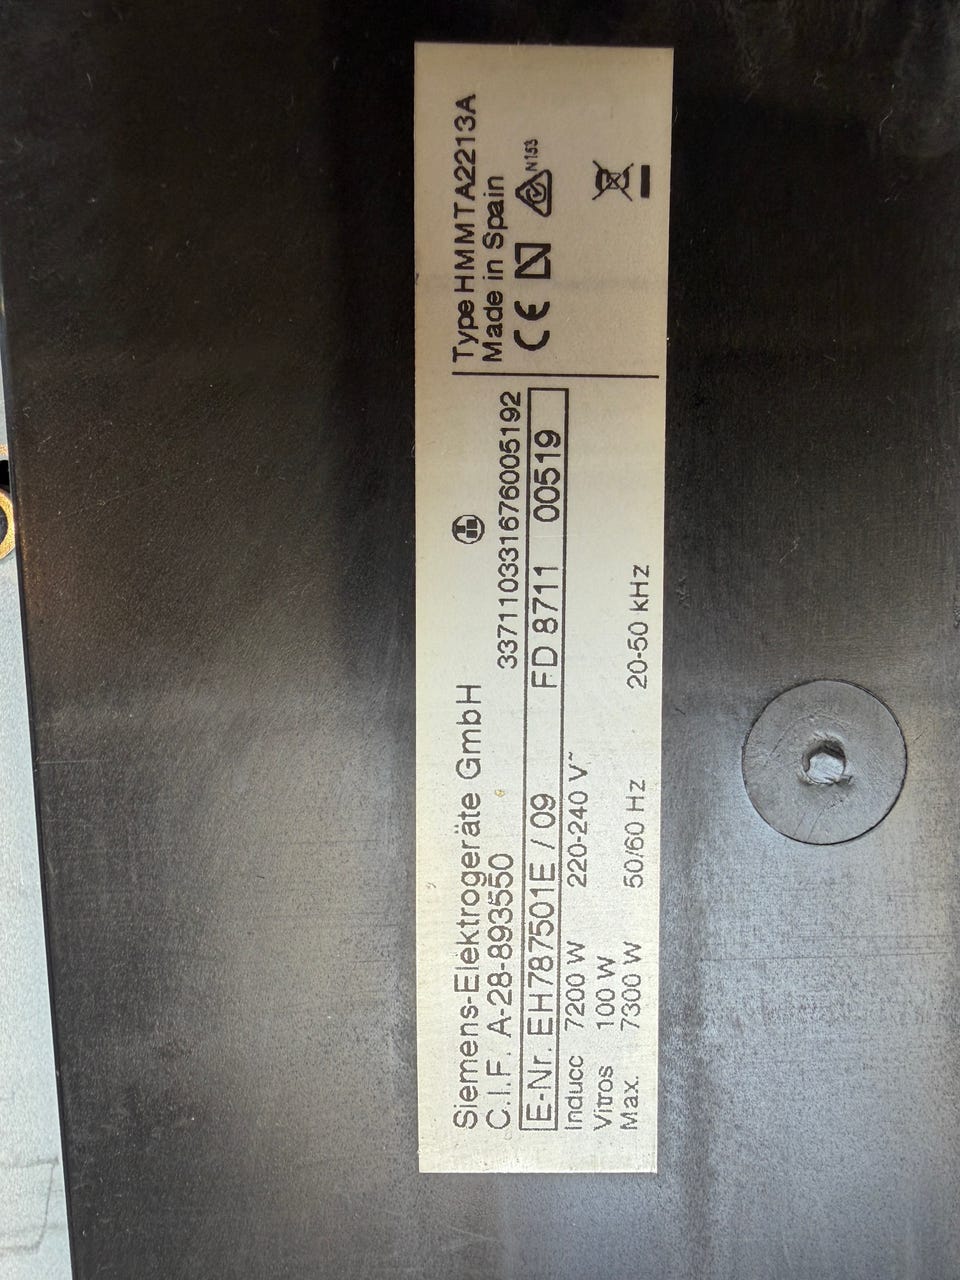 Siemens-Elektrogeräte GmbH
C.I.F. A-28-893550
337110331676005192
E-Nr. EH787501E / 09 FD 8711 00519
Inducc 7200 W 220-240 V~
Vitros 100 W
Max. 7300 W 50/60 Hz 20-50 kHz
Type HMMTA2213A
Made in Spain
CE N N153